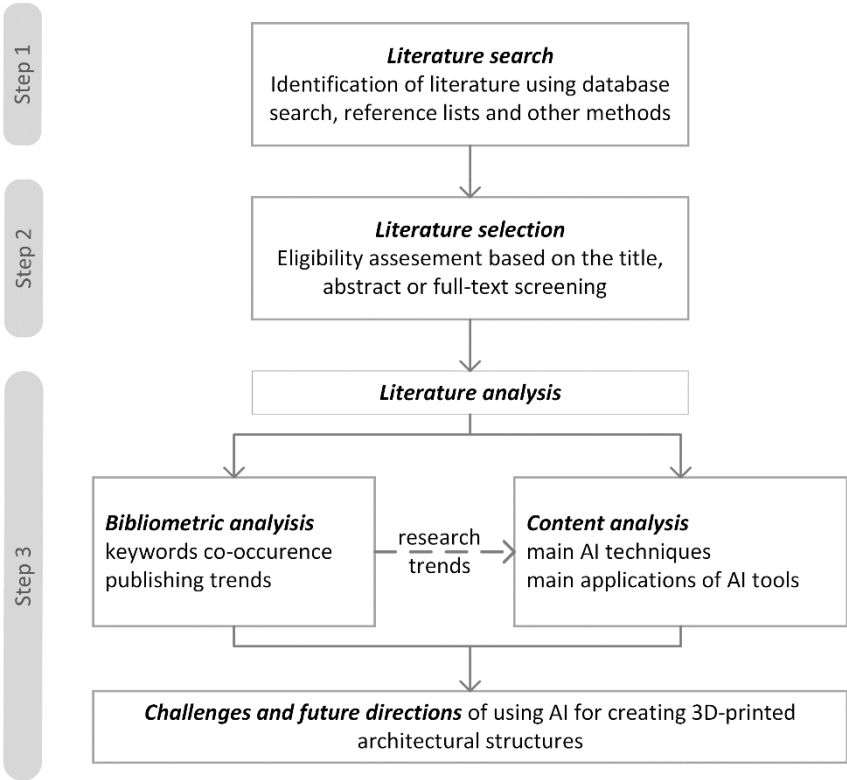 Step 1
Literature search
Identification of literature using database
search, reference lists and other methods
Step 2
Literature selection
Eligibility assesement based on the title,
abstract or full-text screening
Step 3
Literature analysis
Bibliometric analyisis
keywords co-occurence
publishing trends
research
trends
Content analysis
main AI techniques
main applications of AI tools
Challenges and future directions of using AI for creating 3D-printed
architectural structures